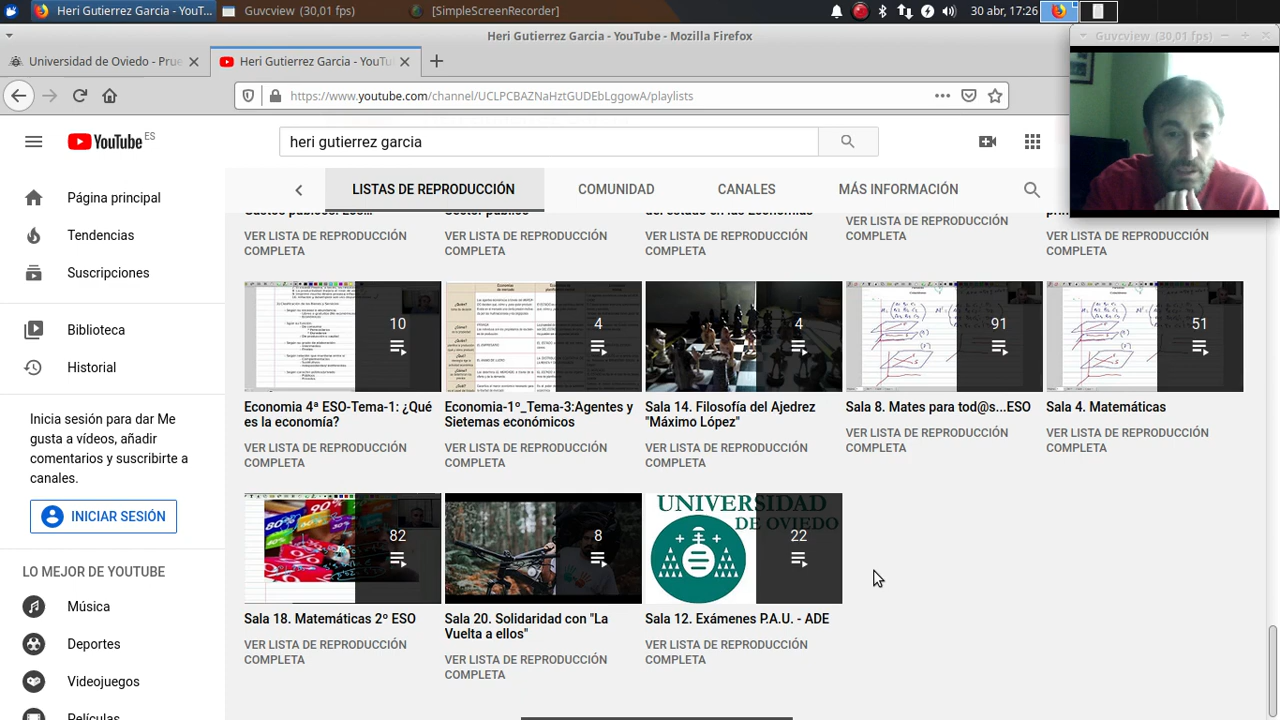 Heri Gutierrez Garcia - YouT...
Guvcview (30,01 fps)
[SimpleScreenRecorder]
30 abr, 17:26
Heri Gutierrez Garcia - YouTube - Mozilla Firefox
Guvcview (30,01 fps)
Universidad de Oviedo - Prue
Heri Gutierrez Garcia - YouTu
https://www.youtube.com/channel/UCLPCBAZNaHztGUDEbLggowA/playlists
YouTube ES
heri gutierrez garcia
LISTAS DE REPRODUCCIÓN
COMUNIDAD
CANALES
MÁS INFORMACIÓN
Página principal
Tendencias
Suscripciones
Biblioteca
Historial
Inicia sesión para dar Me
gusta a vídeos, añadir
comentarios y suscribirte a
canales.
INICIAR SESIÓN
LO MEJOR DE YOUTUBE
Música
Deportes
Videojuegos
Películas
VER LISTA DE REPRODUCCIÓN
COMPLETA
VER LISTA DE REPRODUCCIÓN
COMPLETA
VER LISTA DE REPRODUCCIÓN
COMPLETA
VER LISTA DE REPRODUCCIÓN
COMPLETA
VER LISTA DE REPRODUCCIÓN
COMPLETA
10
Economia 4ª ESO-Tema-1: ¿Qué
es la economía?
VER LISTA DE REPRODUCCIÓN
COMPLETA
4
Economia-1º_Tema-3:Agentes y
Sietemas económicos
VER LISTA DE REPRODUCCIÓN
COMPLETA
4
Sala 14. Filosofía del Ajedrez
"Máximo López"
VER LISTA DE REPRODUCCIÓN
COMPLETA
91
Sala 8. Mates para tod@s...ESO
VER LISTA DE REPRODUCCIÓN
COMPLETA
51
Sala 4. Matemáticas
VER LISTA DE REPRODUCCIÓN
COMPLETA
80%
90%
82
Sala 18. Matemáticas 2º ESO
VER LISTA DE REPRODUCCIÓN
COMPLETA
8
Sala 20. Solidaridad con "La
Vuelta a ellos"
VER LISTA DE REPRODUCCIÓN
COMPLETA
UNIVERSIDAD
DE OVIEDO
22
Sala 12. Exámenes P.A.U. - ADE
VER LISTA DE REPRODUCCIÓN
COMPLETA